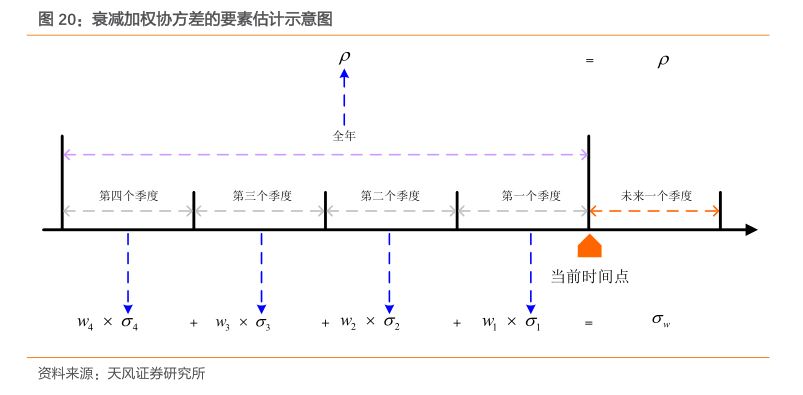 图 20：衰减加权协方差的要素估计示意图
ρ = ρ
全年
第四个季度 第三个季度 第二个季度 第一个季度 未来一个季度
当前时间点
w₄ × σ₄ + w₃ × σ₃ + w₂ × σ₂ + w₁ × σ₁ = σ_w
资料来源：天风证券研究所